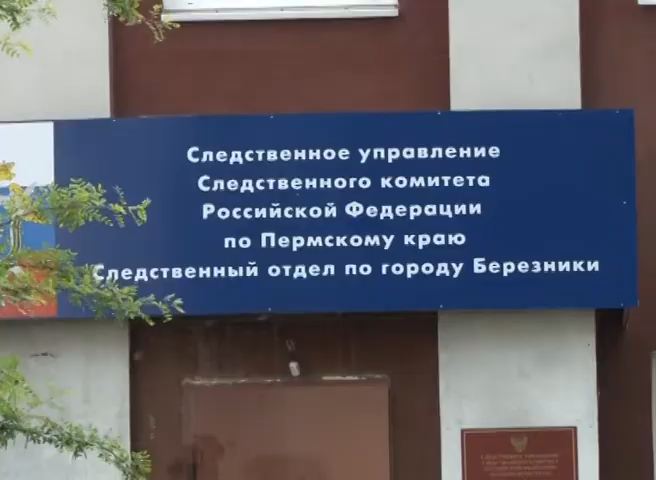 Следственное управление
Следственного комитета
Российской Федерации
по Пермскому краю
Следственный отдел по городу Березники